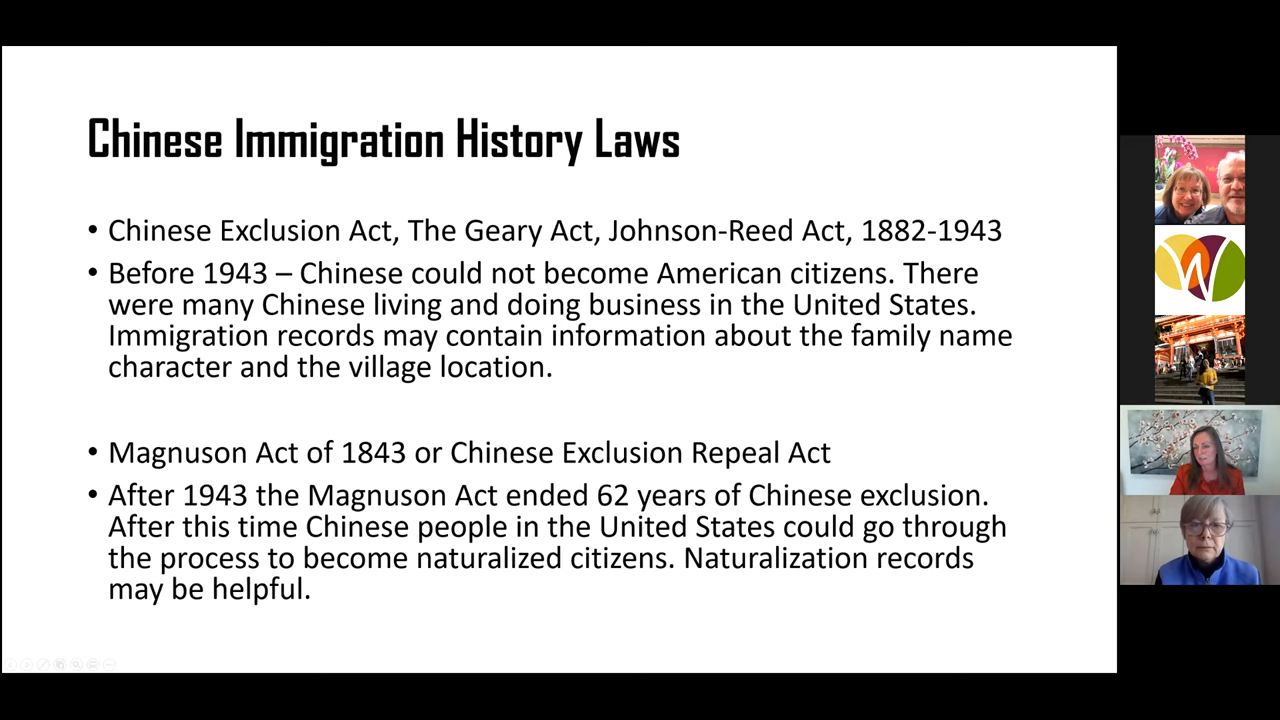 Chinese Immigration History Laws
• Chinese Exclusion Act, The Geary Act, Johnson-Reed Act, 1882-1943
• Before 1943 – Chinese could not become American citizens. There
were many Chinese living and doing business in the United States.
Immigration records may contain information about the family name
character and the village location.
• Magnuson Act of 1843 or Chinese Exclusion Repeal Act
• After 1943 the Magnuson Act ended 62 years of Chinese exclusion.
After this time Chinese people in the United States could go through
the process to become naturalized citizens. Naturalization records
may be helpful.